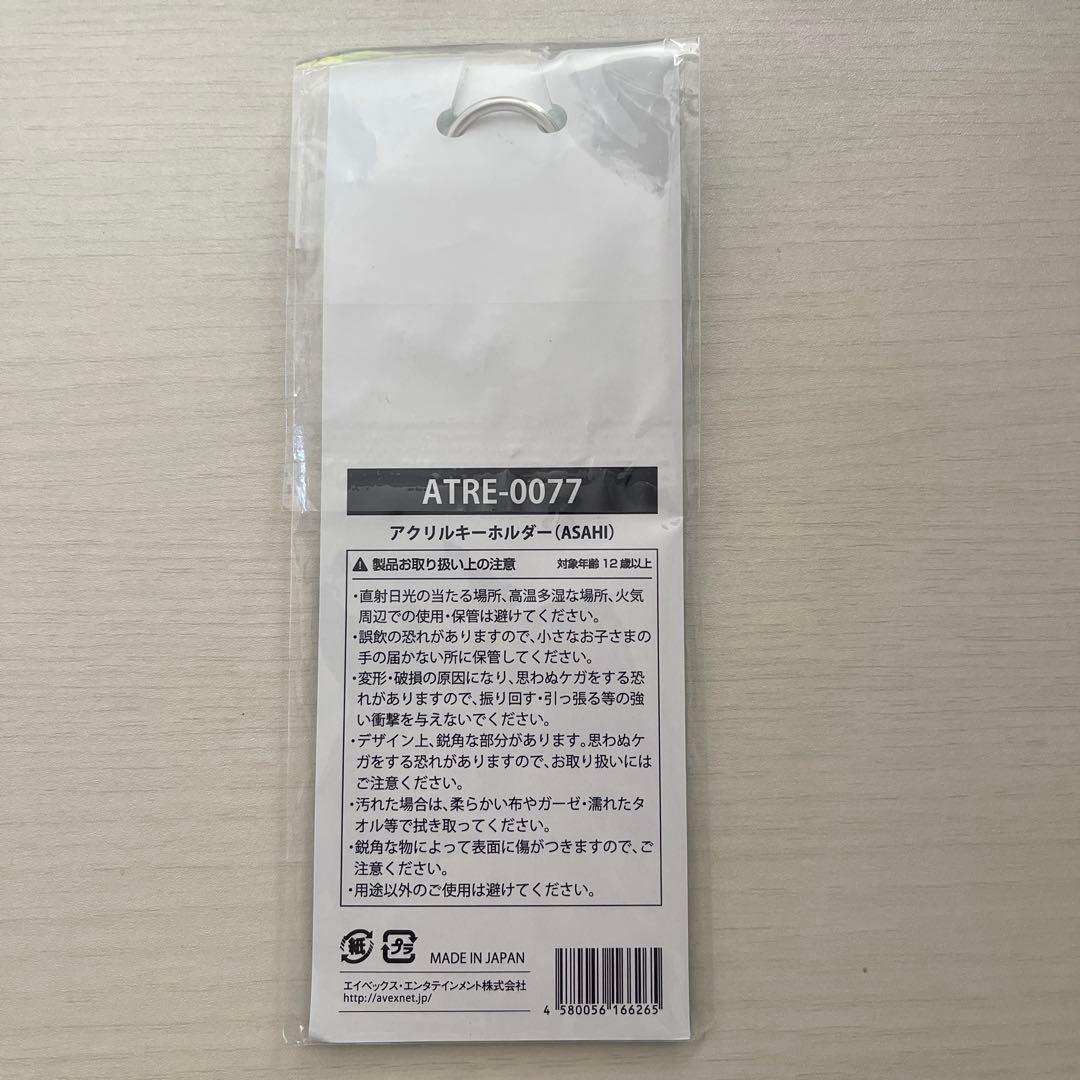 ATRE-0077
アクリルキーホルダー(ASAHI)
製品お取り扱い上の注意 対象年齢 12 歳以上
・直射日光の当たる場所、高温多湿な場所、火気
周辺での使用・保管は避けてください。
・誤飲の恐れがありますので、小さなお子さまの
手の届かない所に保管してください。
・変形・破損の原因になり、思わぬケガをする恐
れがありますので、振り回す・引っ張る等の強
い衝撃を与えないでください。
・デザイン上、鋭角な部分があります。思わぬケ
ガをする恐れがありますので、お取り扱いには
ご注意ください。
・汚れた場合は、柔らかい布やガーゼ・濡れたタ
オル等で拭き取ってください。
・鋭角な物によって表面に傷がつきますので、ご
注意ください。
・用途以外のご使用は避けてください。
紙 プラ MADE IN JAPAN
エイベックス・エンタテインメント株式会社
http://avexnet.jp/
4 580056 166265